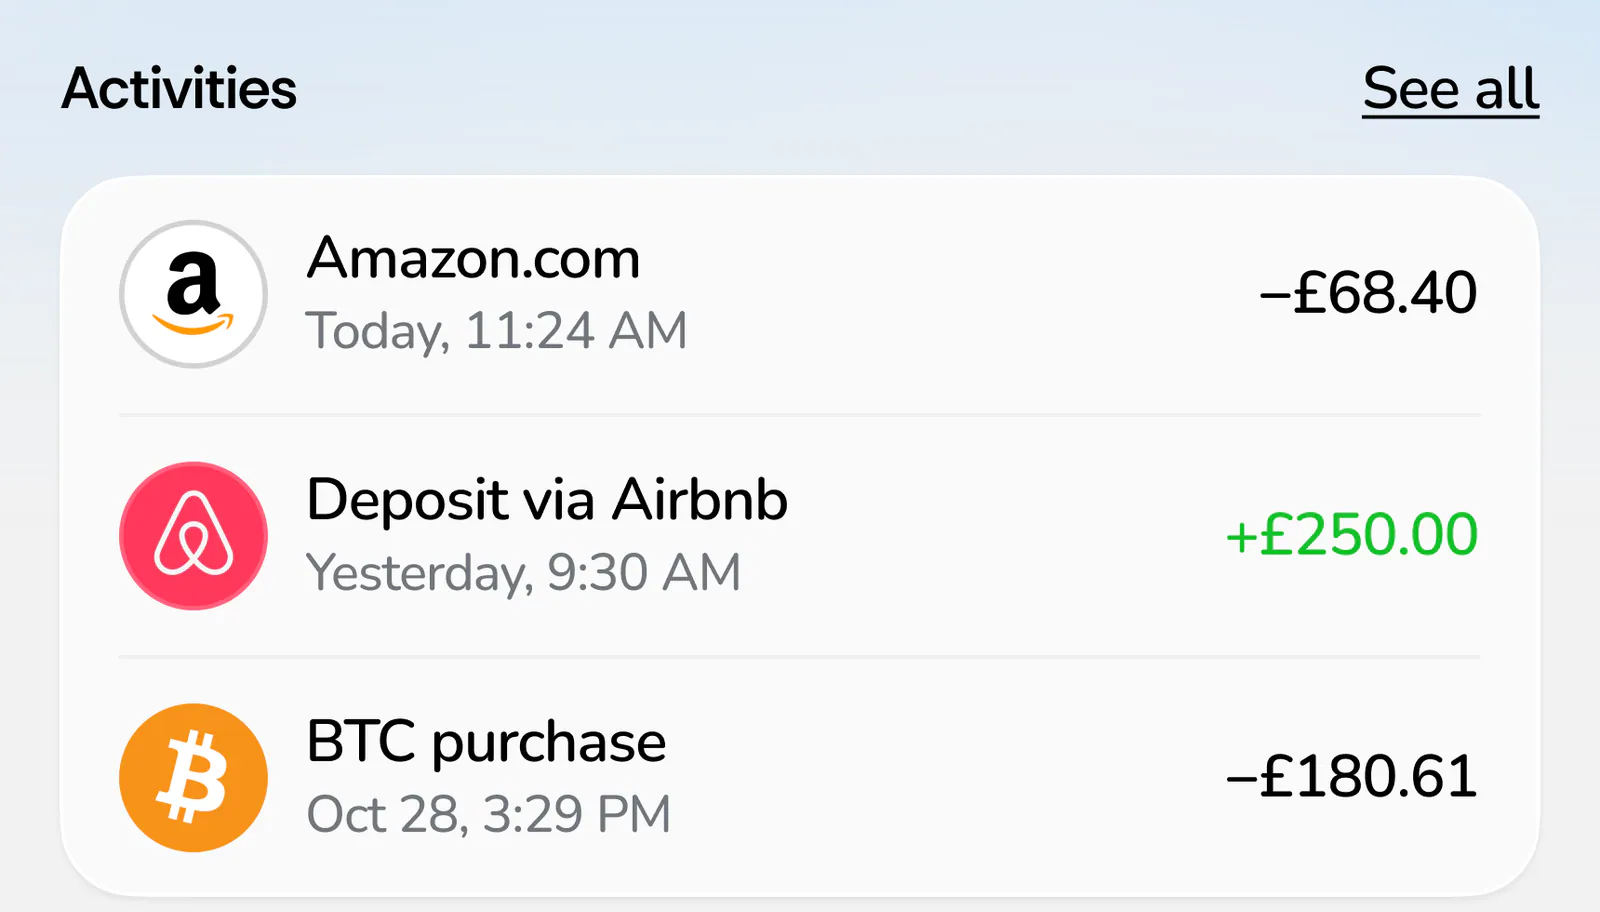 Activities
See all
Amazon.com
Today, 11:24 AM
–£68.40
Deposit via Airbnb
Yesterday, 9:30 AM
+£250.00
BTC purchase
Oct 28, 3:29 PM
–£180.61